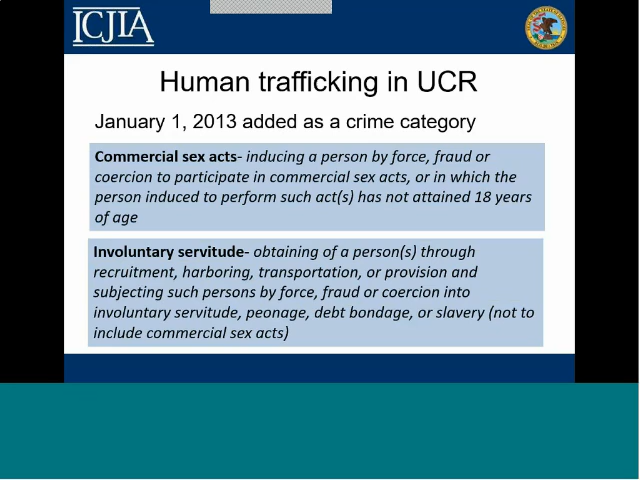 ICJIA
Human trafficking in UCR
January 1, 2013 added as a crime category
Commercial sex acts- inducing a person by force, fraud or
coercion to participate in commercial sex acts, or in which the
person induced to perform such act(s) has not attained 18 years
of age
Involuntary servitude- obtaining of a person(s) through
recruitment, harboring, transportation, or provision and
subjecting such persons by force, fraud or coercion into
involuntary servitude, peonage, debt bondage, or slavery (not to
include commercial sex acts)